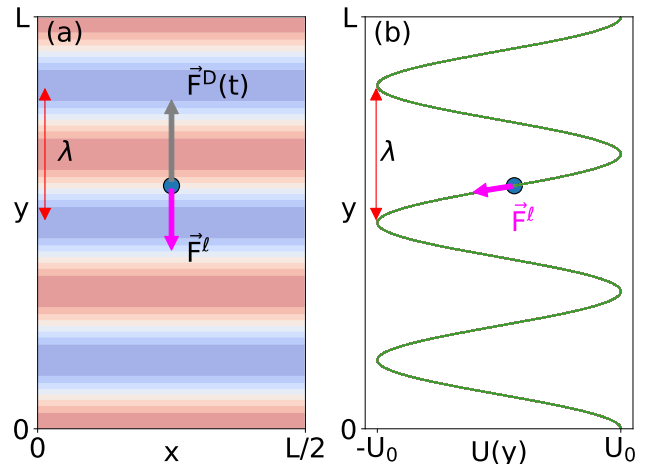 L (a)
F⃗ᴰ(t)
λ
y
F⃗ˡ
0
0 x L/2
L (b)
λ
y
F⃗ˡ
0
-U₀ U(y) U₀